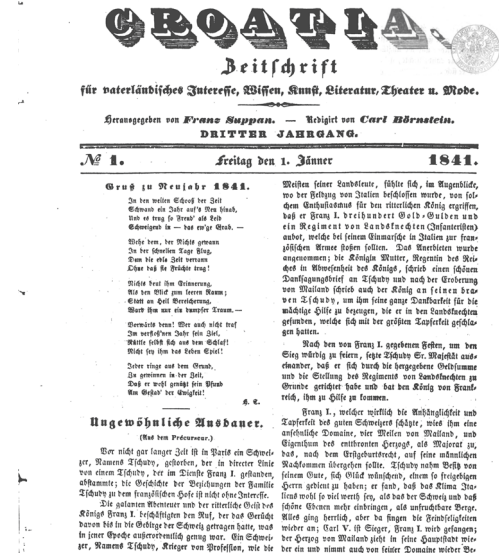 CROATIA.
Zeitschrift
für vaterländisches Interesse, Wissen, Kunst, Literatur, Theater u. Mode.
Herausgegeben von Franz Suppan. — Redigirt von Carl Börnstein.
DRITTER JAHRGANG.
№ 1. Freitag den 1. Jänner 1841.
Gruß zu Neujahr 1841.
In den weiten Schooß der Zeit
Schwand ein Jahr auf's Neu hinab,
Und es trug so Freud' als Leid
Schweigend in — das ew'ge Grab. —
Wehe dem, der Nichts gewann
In der schnellen Tage Flug,
Dem die edle Zeit verrann
Ohne daß sie Früchte trug!
Nichts beut ihm Erinnerung,
Als den Blick zum leeren Raum;
Statt an Heil Bereicherung,
Ward ihm nur ein dumpfer Traum. —
Vorwärts denn! Wer auch nicht traf
Im verfloß'nen Jahr sein Ziel,
Rüttle selbst sich aus dem Schlaf!
Nicht sey ihm das Leben Spiel!
Jeder ringe aus dem Grund,
Zu gewinnen in der Zeit,
Daß er wohl genützt sein Pfund
Am Gestad' der Ewigkeit!
Ungewöhnliche Ausdauer.
(Aus dem Précurseur.)
Vor nicht gar langer Zeit ist in Paris ein Schwei-
zer, Namens Tschudy, gestorben, der in direkter Linie
von einem Tschudy, der im Dienste Franz I. gestanden,
abstammte; die Geschichte der Beziehungen der Familie
Tschudy zu dem französischen Hofe ist nicht ohne Interesse.
Die galanten Abenteuer und der ritterliche Geist des
Königs Franz I. beschäftigten den Ruf, das Gerücht
davon bis in die Gebirge der Schweiz getragen hatte, was
in jener Epoche außerordentlich genug war. Ein Schwei-
zer, Namens Tschudy, Krieger von Profession, wie die
Meisten seiner Landsleute, fühlte sich, im Augenblicke,
wo der Feldzug von Italien beschlossen wurde, von sol-
chem Enthusiasmus für den ritterlichen König ergriffen,
daß er Franz I. dreihundert Gold-Gulden und
ein Regiment von Landsknechten (Infanteristen)
anbot, welche bei seinem Einmarsche in Italien zur fran-
zösischen Armee stoßen sollten. Das Anerbieten wurde
angenommen; die Königin Mutter, Regentin des Rei-
ches in Abwesenheit des Königs, schrieb einen schönen
Danksagungsbrief an Tschudy und nach der Eroberung
von Mailand schrieb auch der König an seinen bra-
ven Tschudy, um ihm seine ganze Dankbarkeit für die
mächtige Hilfe zu bezeugen, die er in den Landsknechten
gefunden, welche sich mit der größten Tapferkeit geschla-
gen hatten.
Nach den von Franz I. gegebenen Festen, um den
Sieg würdig zu feiern, setzte Tschudy Sr. Majestät aus-
einander, daß er sich durch die hergegebene Geldsumme
und die Stellung des Regiments von Landsknechten zu
Grunde gerichtet habe und bat den König von Frank-
reich, ihm zu Hilfe zu kommen.
Franz I., welcher wirklich die Anhänglichkeit und
Tapferkeit des guten Schweizers schätzte, wies ihm eine
ansehnliche Domaine, vier Meilen von Mailand, und
Eigenthum des entthronten Herzogs, als Majorat zu,
das, nach dem Erstgeburtsrecht, auf seine männlichen
Nachkommen übergehen sollte. Tschudy nahm Besitz von
seinem Gute, sich Glück wünschend, einem so freigebigen
Herrn gedient zu haben; er fand, daß das Klima Ita-
liens wohl so viel werth sey, als das der Schweiz und daß
schöne Ebenen mehr einbringen, als unfruchtbare Berge.
Alles ging herrlich, aber da fingen die Feindseligkeiten
wieder an; Carl V. ist Sieger, Franz I. wird gefangen;
der Herzog von Mailand zieht in seine Hauptstadt wie-
der ein und nimmt auch von seiner Domaine wieder Be-